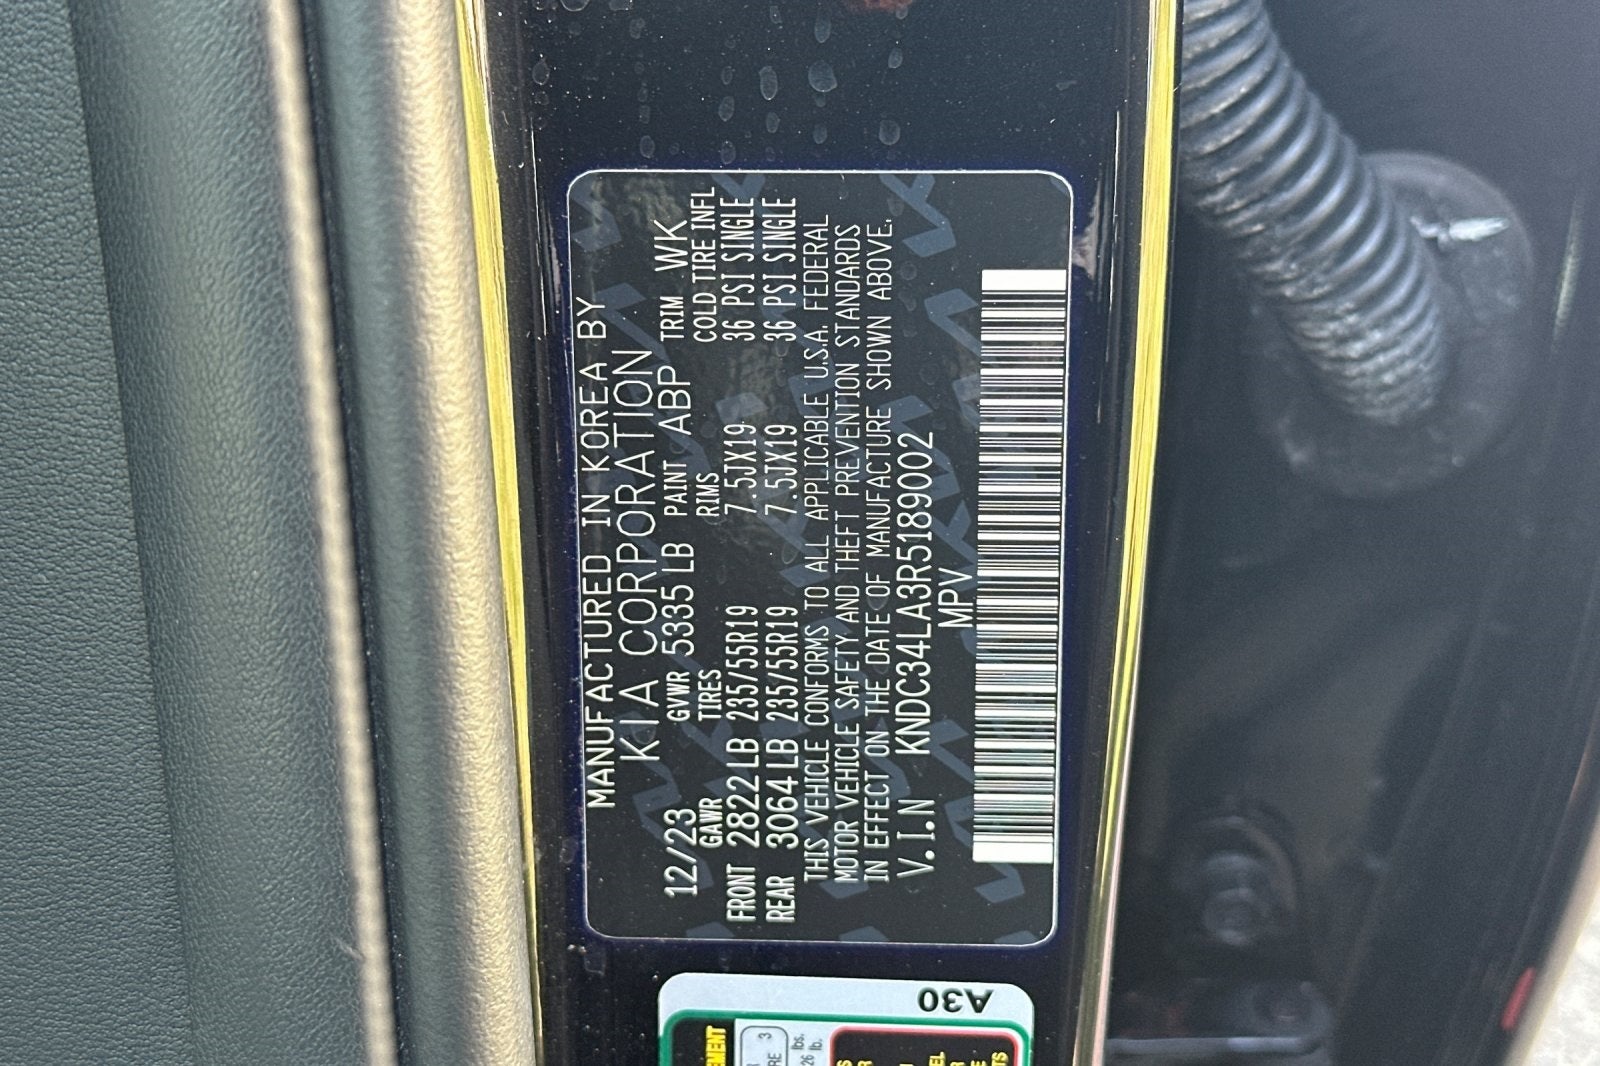 MANUFACTURED IN KOREA BY
KIA CORPORATION
12/23 GVWR 5335 LB PAINT ABP TRIM WK
GAWR TIRES RIMS COLD TIRE INFL
FRONT 2822 LB 235/55R19 7.5JX19 36 PSI SINGLE
REAR 3064 LB 235/55R19 7.5JX19 36 PSI SINGLE
THIS VEHICLE CONFORMS TO ALL APPLICABLE U.S.A. FEDERAL
MOTOR VEHICLE SAFETY AND THEFT PREVENTION STANDARDS
IN EFFECT ON THE DATE OF MANUFACTURE SHOWN ABOVE.
V.I.N KNDC34LA3R5189002
MPV
A30